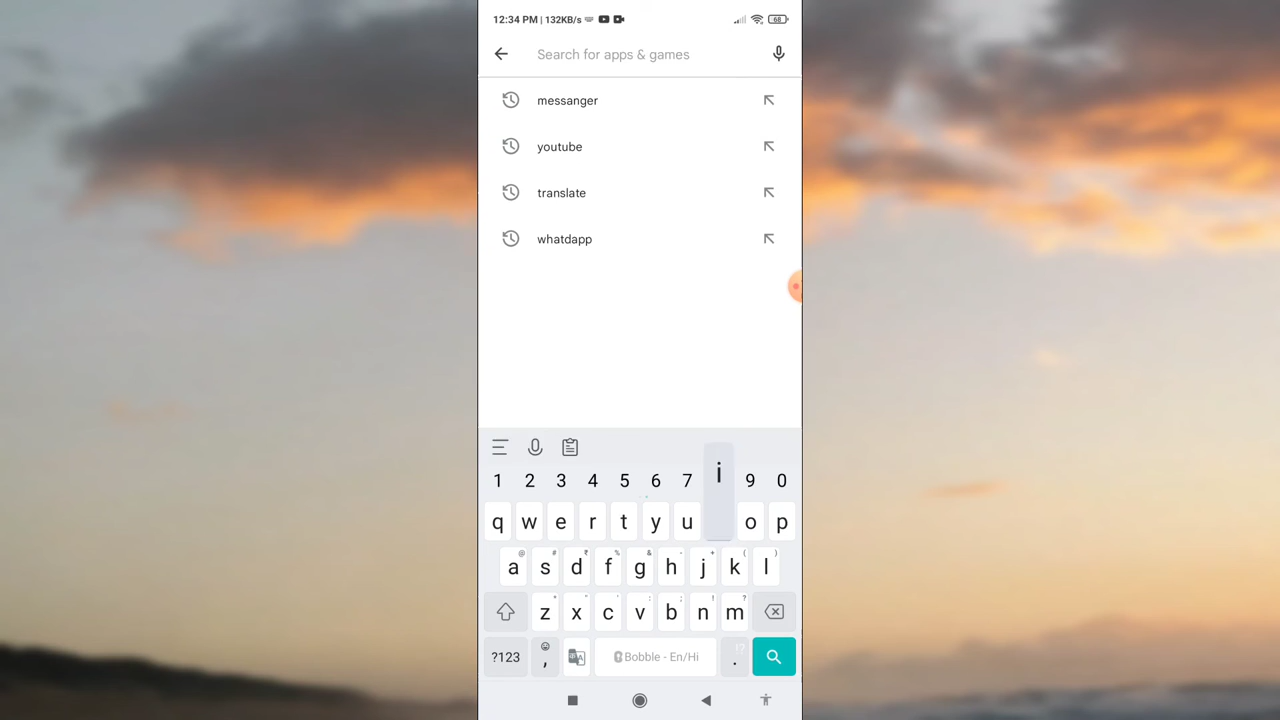 12:34 PM | 132KB/s 68
Search for apps & games
messanger
youtube
translate
whatdapp
1 2 3 4 5 6 7 i 9 0
q w e r t y u o p
@ # ₹ % & - + ( )
a s d f g h j k l
* " ' : ; ! ?
z x c v b n m
?123 , Bobble - En/Hi !? .